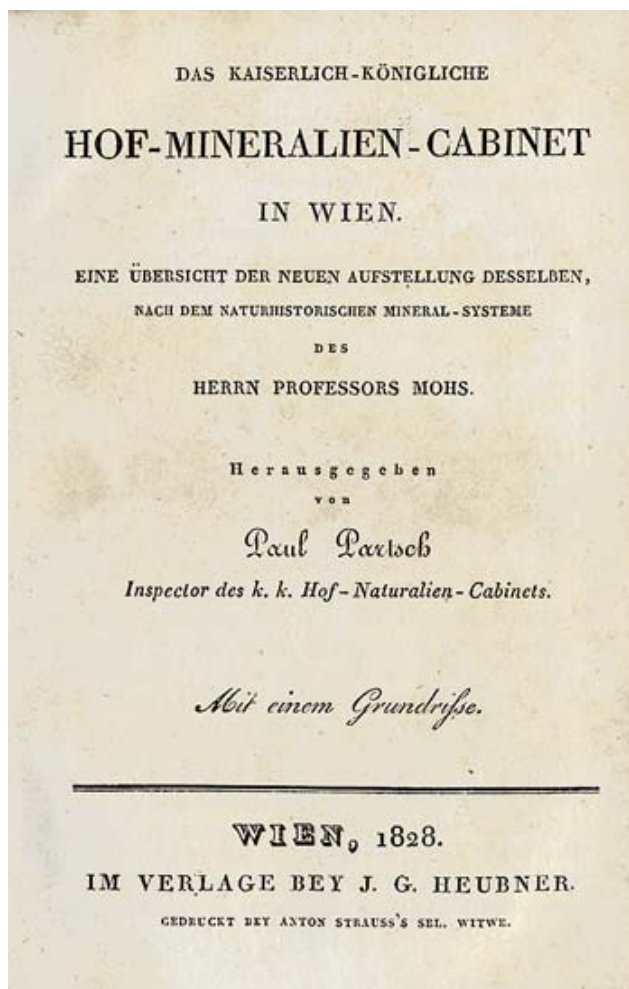 DAS KAISERLICH-KÖNIGLICHE
HOF-MINERALIEN-CABINET
IN WIEN.
EINE ÜBERSICHT DER NEUEN AUFSTELLUNG DESSELBEN,
NACH DEM NATURHISTORISCHEN MINERAL-SYSTEME
DES
HERRN PROFESSORS MOHS.
Herausgegeben
von
Paul Partsch
Inspector des k. k. Hof-Naturalien-Cabinets.
Mit einem Grundriſse.
WIEN, 1828.
IM VERLAGE BEY J. G. HEUBNER.
GEDRUCKT BEY ANTON STRAUSS'S SEL. WITWE.